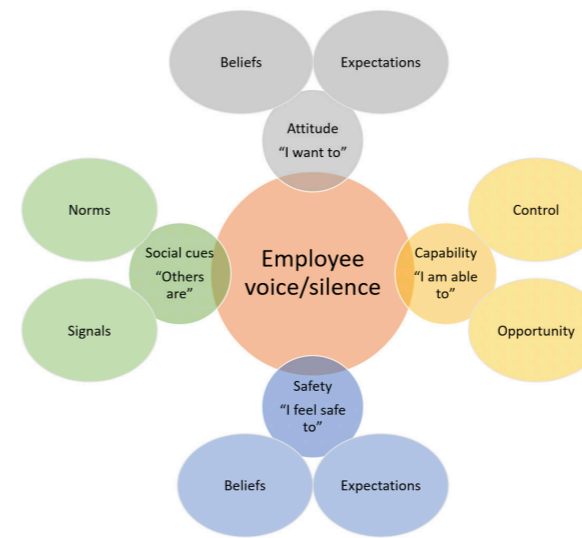 Beliefs
Expectations
Attitude
“I want to”
Norms
Control
Social cues
“Others
are”
Employee
voice/silence
Capability
“I am able
to”
Signals
Opportunity
Safety
“I feel safe
to”
Beliefs
Expectations